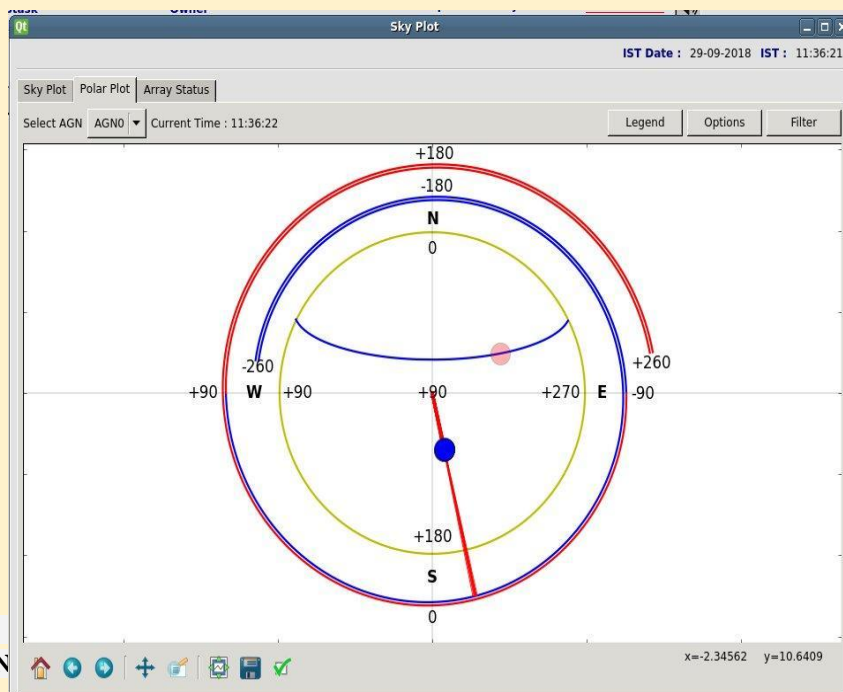 Owner
Qt Sky Plot
IST Date : 29-09-2018 IST : 11:36:21
Sky Plot Polar Plot Array Status
Select AGN AGN0 Current Time : 11:36:22 Legend Options Filter
+180
-180
N
0
-260
+260
+90 W +90 +90 +270 E -90
+180
S
0
N
x=-2.34562 y=10.6409